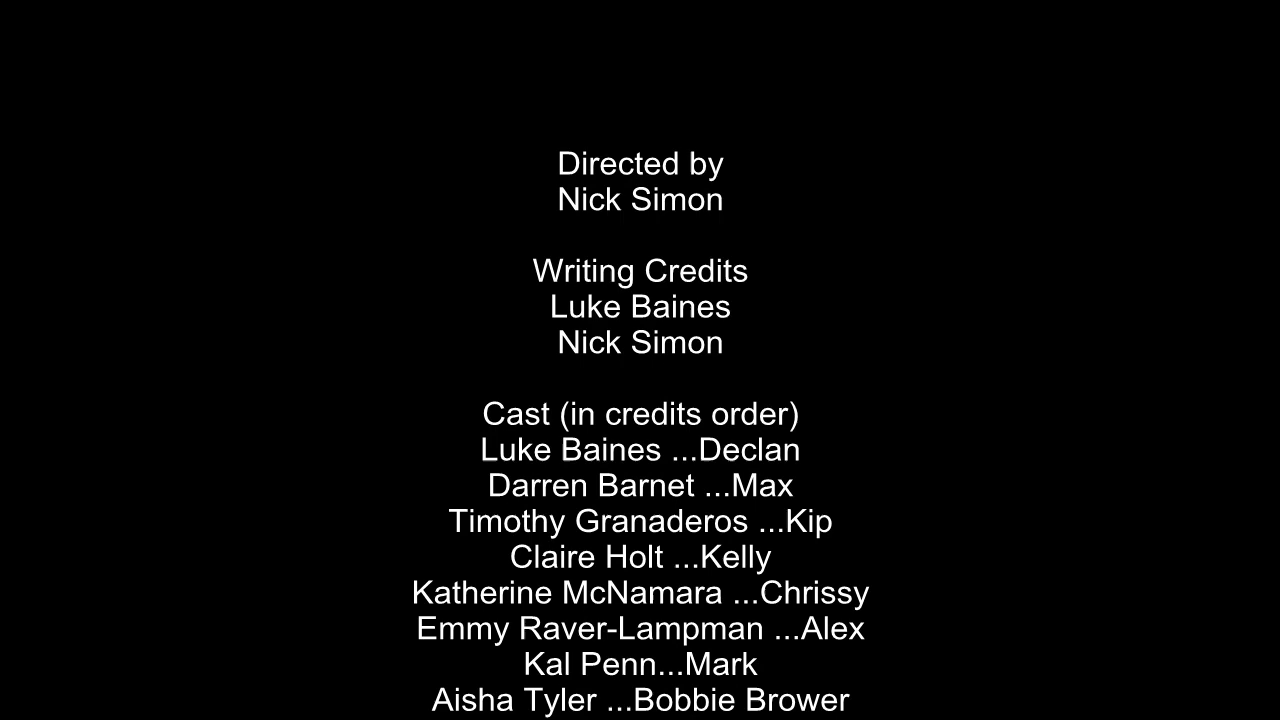 Directed by
Nick Simon
Writing Credits
Luke Baines
Nick Simon
Cast (in credits order)
Luke Baines ...Declan
Darren Barnet ...Max
Timothy Granaderos ...Kip
Claire Holt ...Kelly
Katherine McNamara ...Chrissy
Emmy Raver-Lampman ...Alex
Kal Penn...Mark
Aisha Tyler ...Bobbie Brower